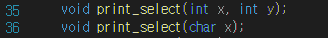 35 void print_select(int x, int y);
36 void print_select(char x);